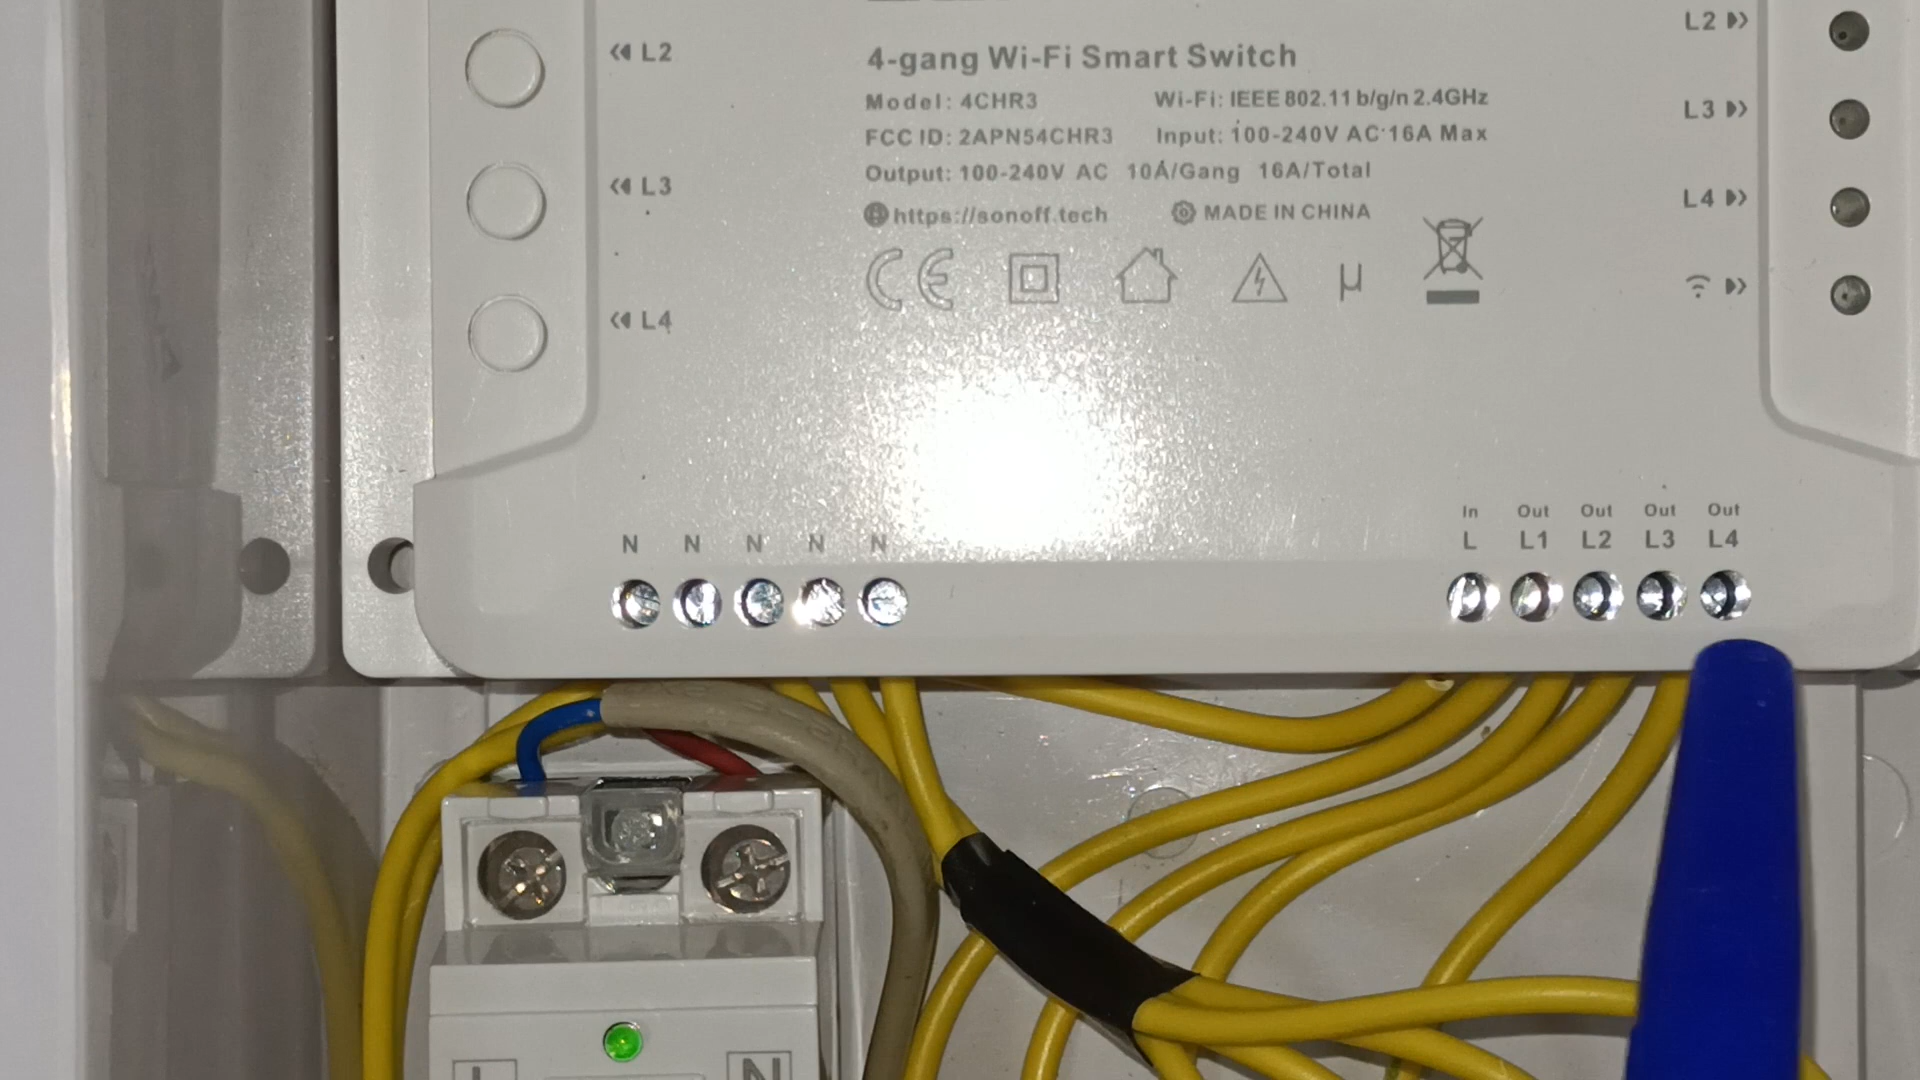 L2
L2
4-gang Wi-Fi Smart Switch
Model: 4CHR3 Wi-Fi: IEEE 802.11 b/g/n 2.4GHz
L3
FCC ID: 2APN54CHR3 Input: 100-240V AC 16A Max
Output: 100-240V AC 10A/Gang 16A/Total
L3
L4
https://sonoff.tech MADE IN CHINA
CE μ
L4
In Out Out Out Out
N N N N N L L1 L2 L3 L4
L N